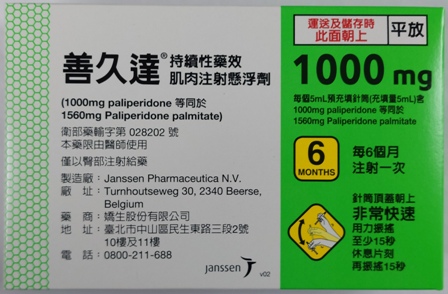 善久達® 持續性藥效
肌肉注射懸浮劑
(1000mg paliperidone 等同於
1560mg Paliperidone palmitate)
衛部藥輸字第 028202 號
本藥限由醫師使用
僅以臀部注射給藥
製造廠：Janssen Pharmaceutica N.V.
廠 址：Turnhoutseweg 30, 2340 Beerse,
Belgium
藥 商：嬌生股份有限公司
地 址：臺北市中山區民生東路三段2號
10樓及11樓
電 話：0800-211-688
janssen
v02
運送及儲存時
此面朝上
平放
1000 mg
每個5mL預充填針筒(充填量5mL)含
1000mg paliperidone 等同於
1560mg Paliperidone palmitate
6
MONTHS
每6個月
注射一次
針筒頂蓋朝上
非常快速
用力振搖
至少15秒
休息片刻
再振搖15秒